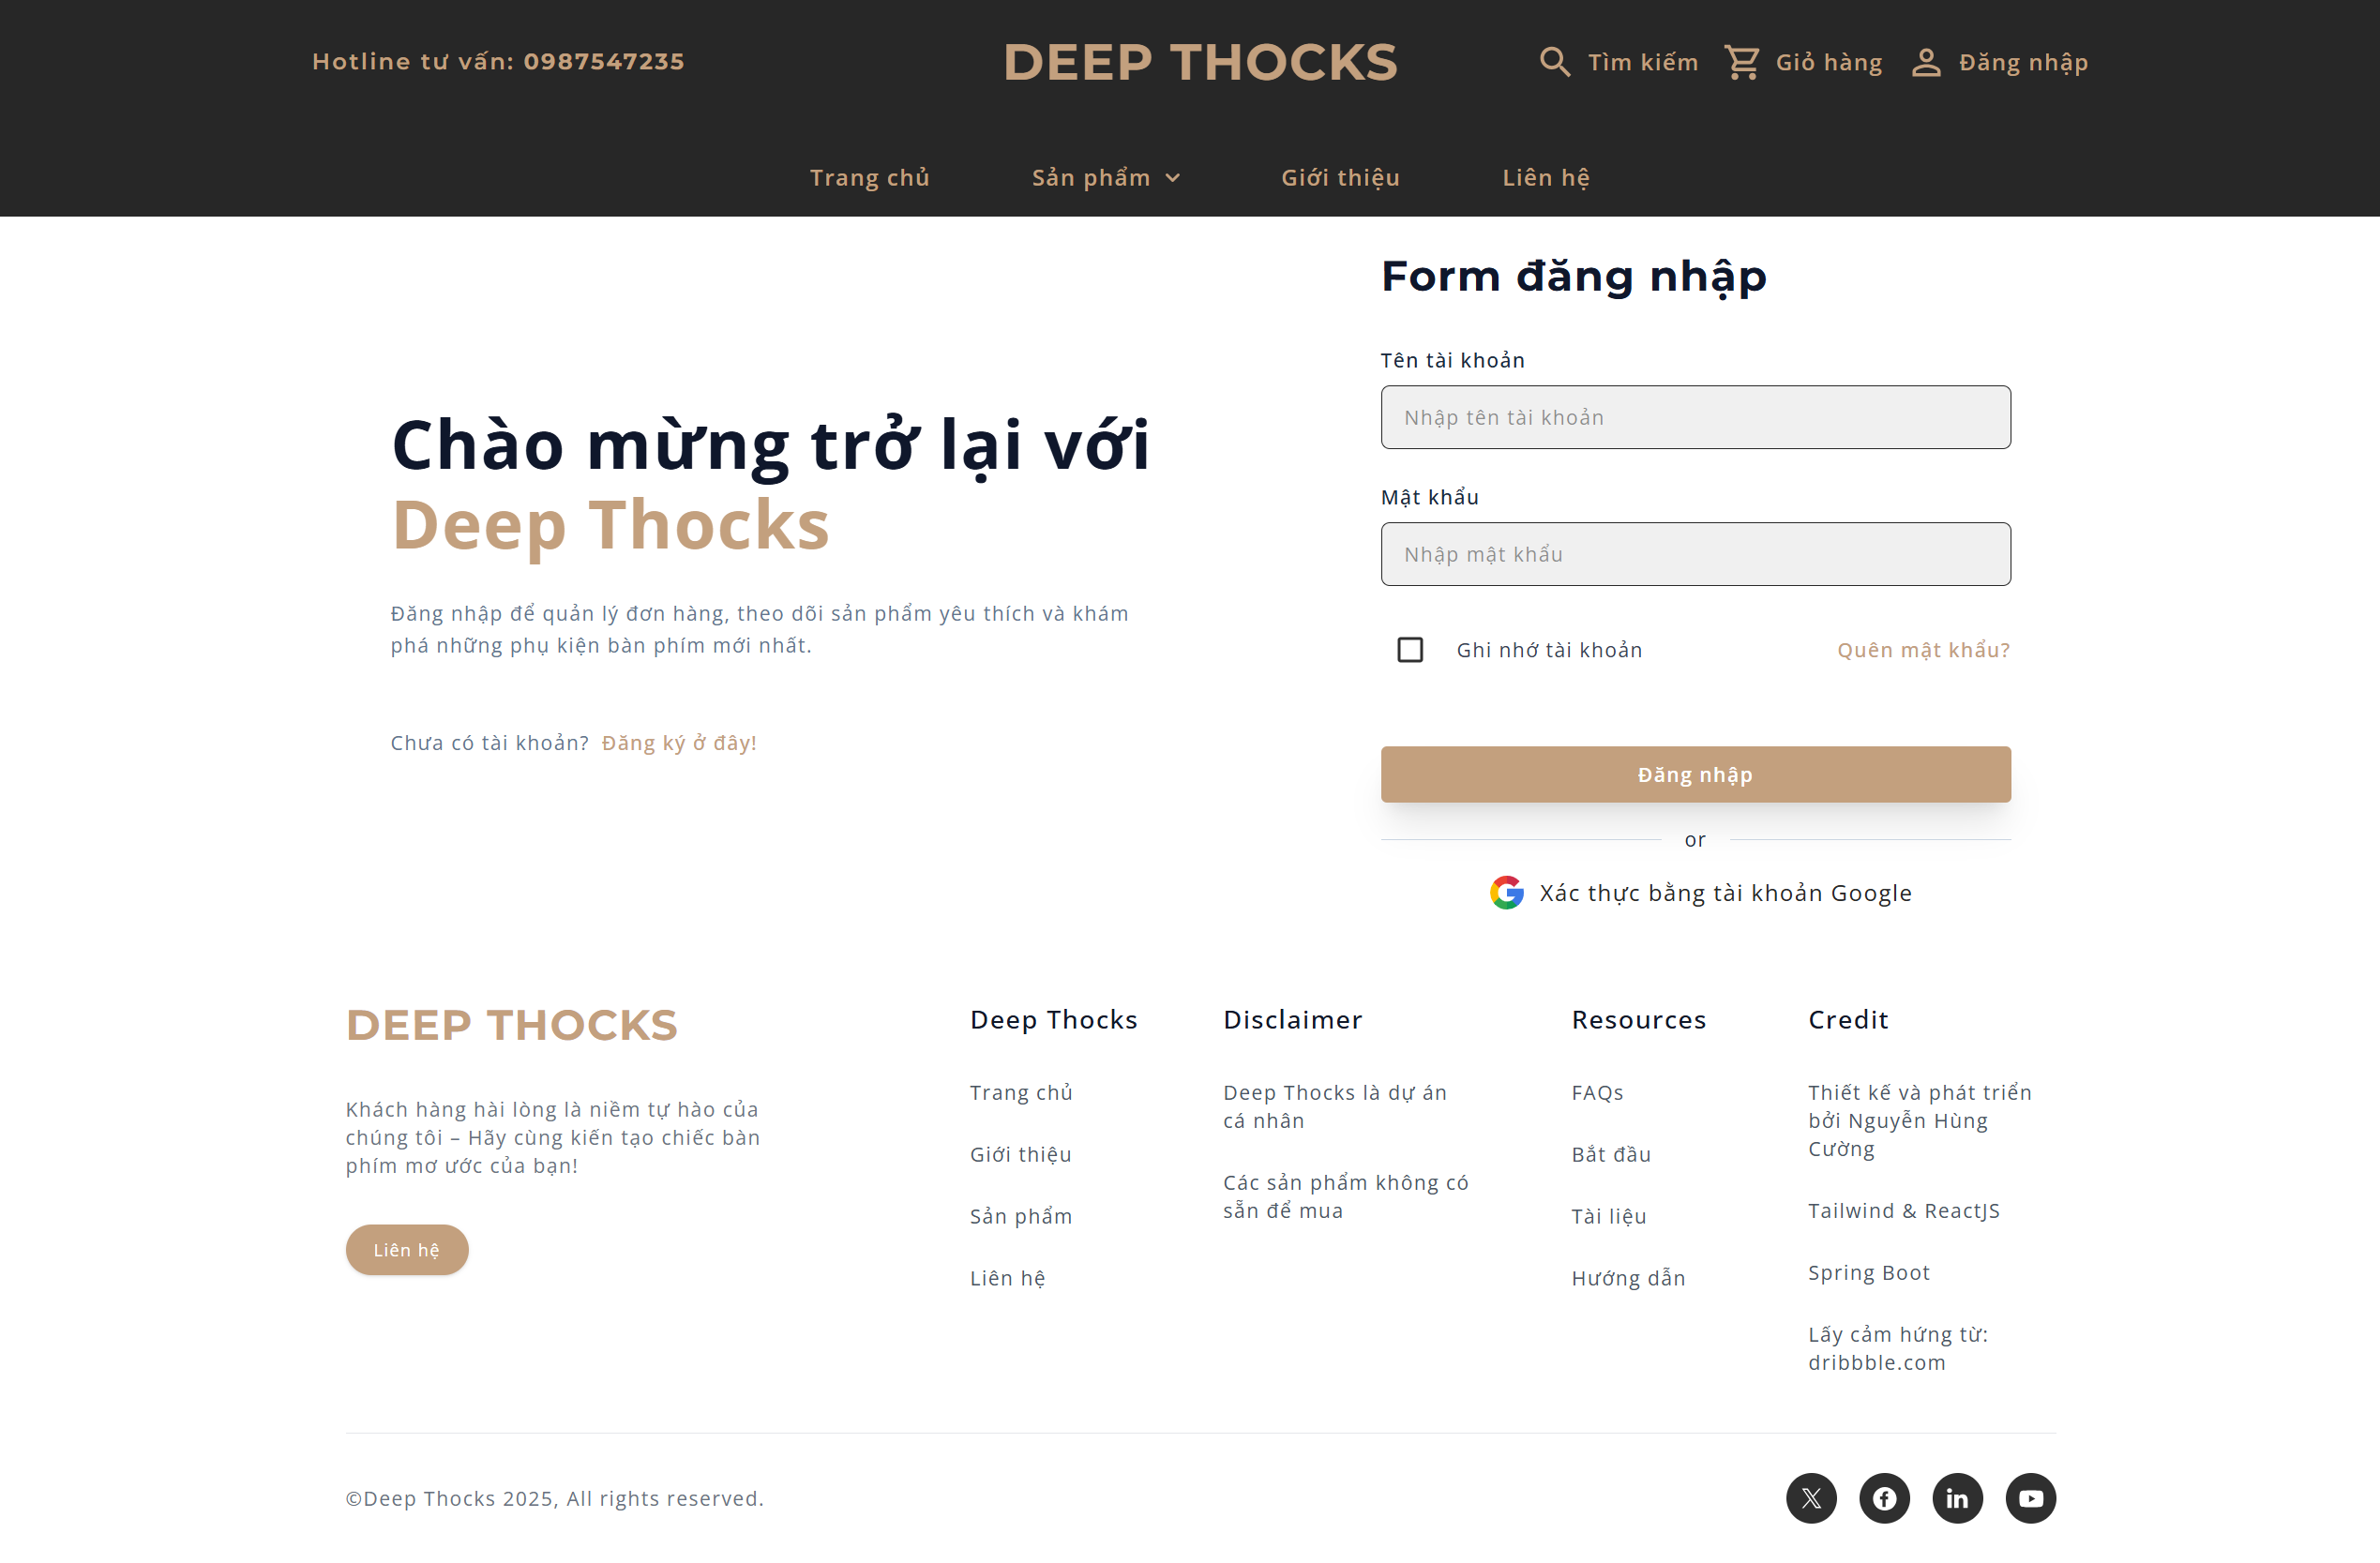 Hotline tư vấn: 0987547235
DEEP THOCKS
Tìm kiếm
Giỏ hàng
Đăng nhập
Trang chủ
Sản phẩm
Giới thiệu
Liên hệ
Chào mừng trở lại với
Deep Thocks
Đăng nhập để quản lý đơn hàng, theo dõi sản phẩm yêu thích và khám
phá những phụ kiện bàn phím mới nhất.
Chưa có tài khoản? Đăng ký ở đây!
Form đăng nhập
Tên tài khoản
Nhập tên tài khoản
Mật khẩu
Nhập mật khẩu
Ghi nhớ tài khoản
Quên mật khẩu?
Đăng nhập
or
Xác thực bằng tài khoản Google
DEEP THOCKS
Khách hàng hài lòng là niềm tự hào của
chúng tôi – Hãy cùng kiến tạo chiếc bàn
phím mơ ước của bạn!
Liên hệ
Deep Thocks
Trang chủ
Giới thiệu
Sản phẩm
Liên hệ
Disclaimer
Deep Thocks là dự án
cá nhân
Các sản phẩm không có
sẵn để mua
Resources
FAQs
Bắt đầu
Tài liệu
Hướng dẫn
Credit
Thiết kế và phát triển
bởi Nguyễn Hùng
Cường
Tailwind & ReactJS
Spring Boot
Lấy cảm hứng từ:
dribbble.com
©Deep Thocks 2025, All rights reserved.